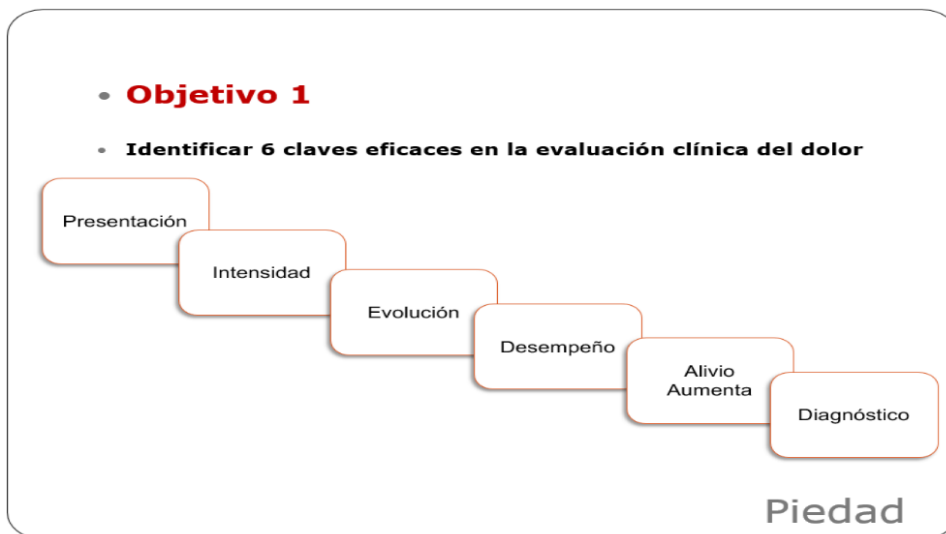 • Objetivo 1
• Identificar 6 claves eficaces en la evaluación clínica del dolor
Presentación
Intensidad
Evolución
Desempeño
Alivio
Aumenta
Diagnóstico
Piedad